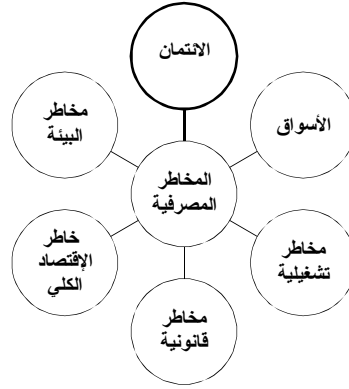 الائتمان
الأسواق
مخاطر
تشغيلية
مخاطر
قانونية
خاطر
الإقتصاد
الكلي
مخاطر
البيئة
المخاطر
المصرفية